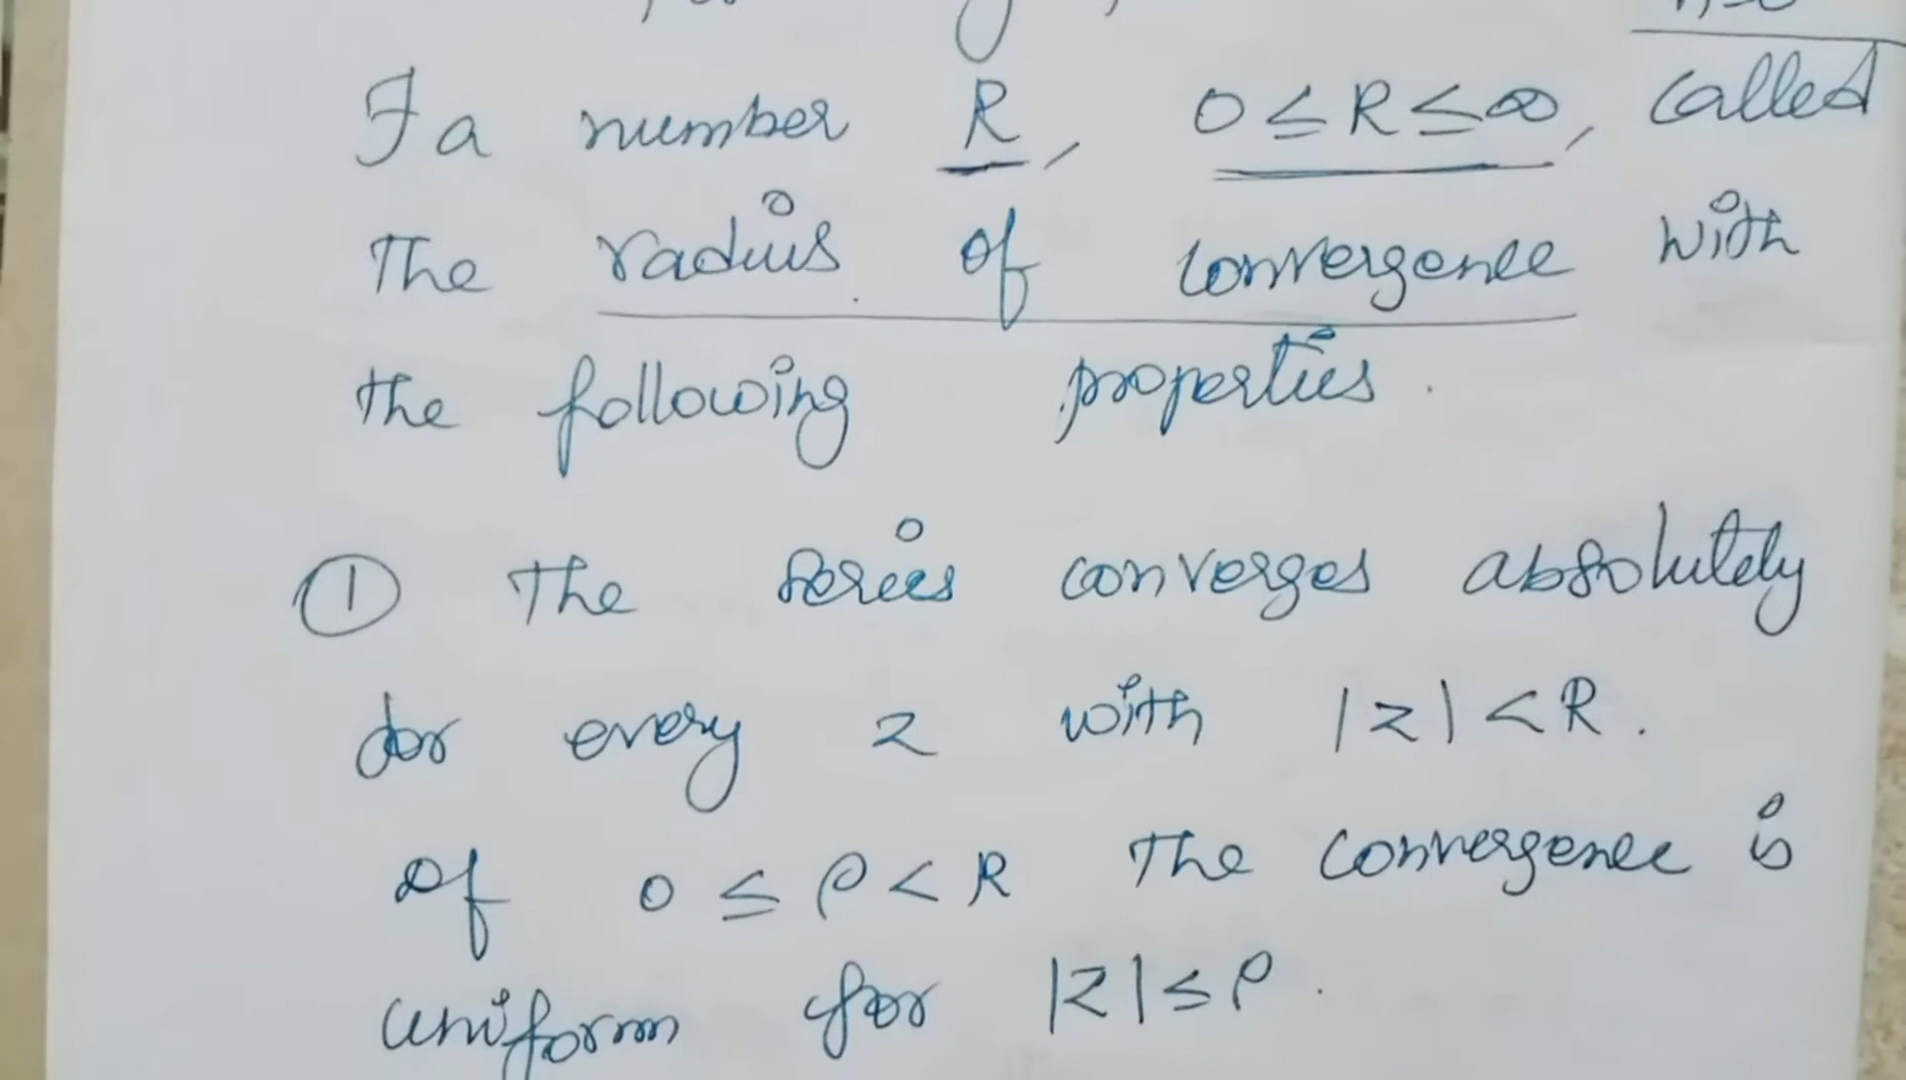 ∃ a number R, 0 ≤ R ≤ ∞, called
the radius of convergence with
the following properties.
① The series converges absolutely
for every z with |z| < R.
If 0 ≤ ρ < R the convergence is
uniform for |z| ≤ ρ.